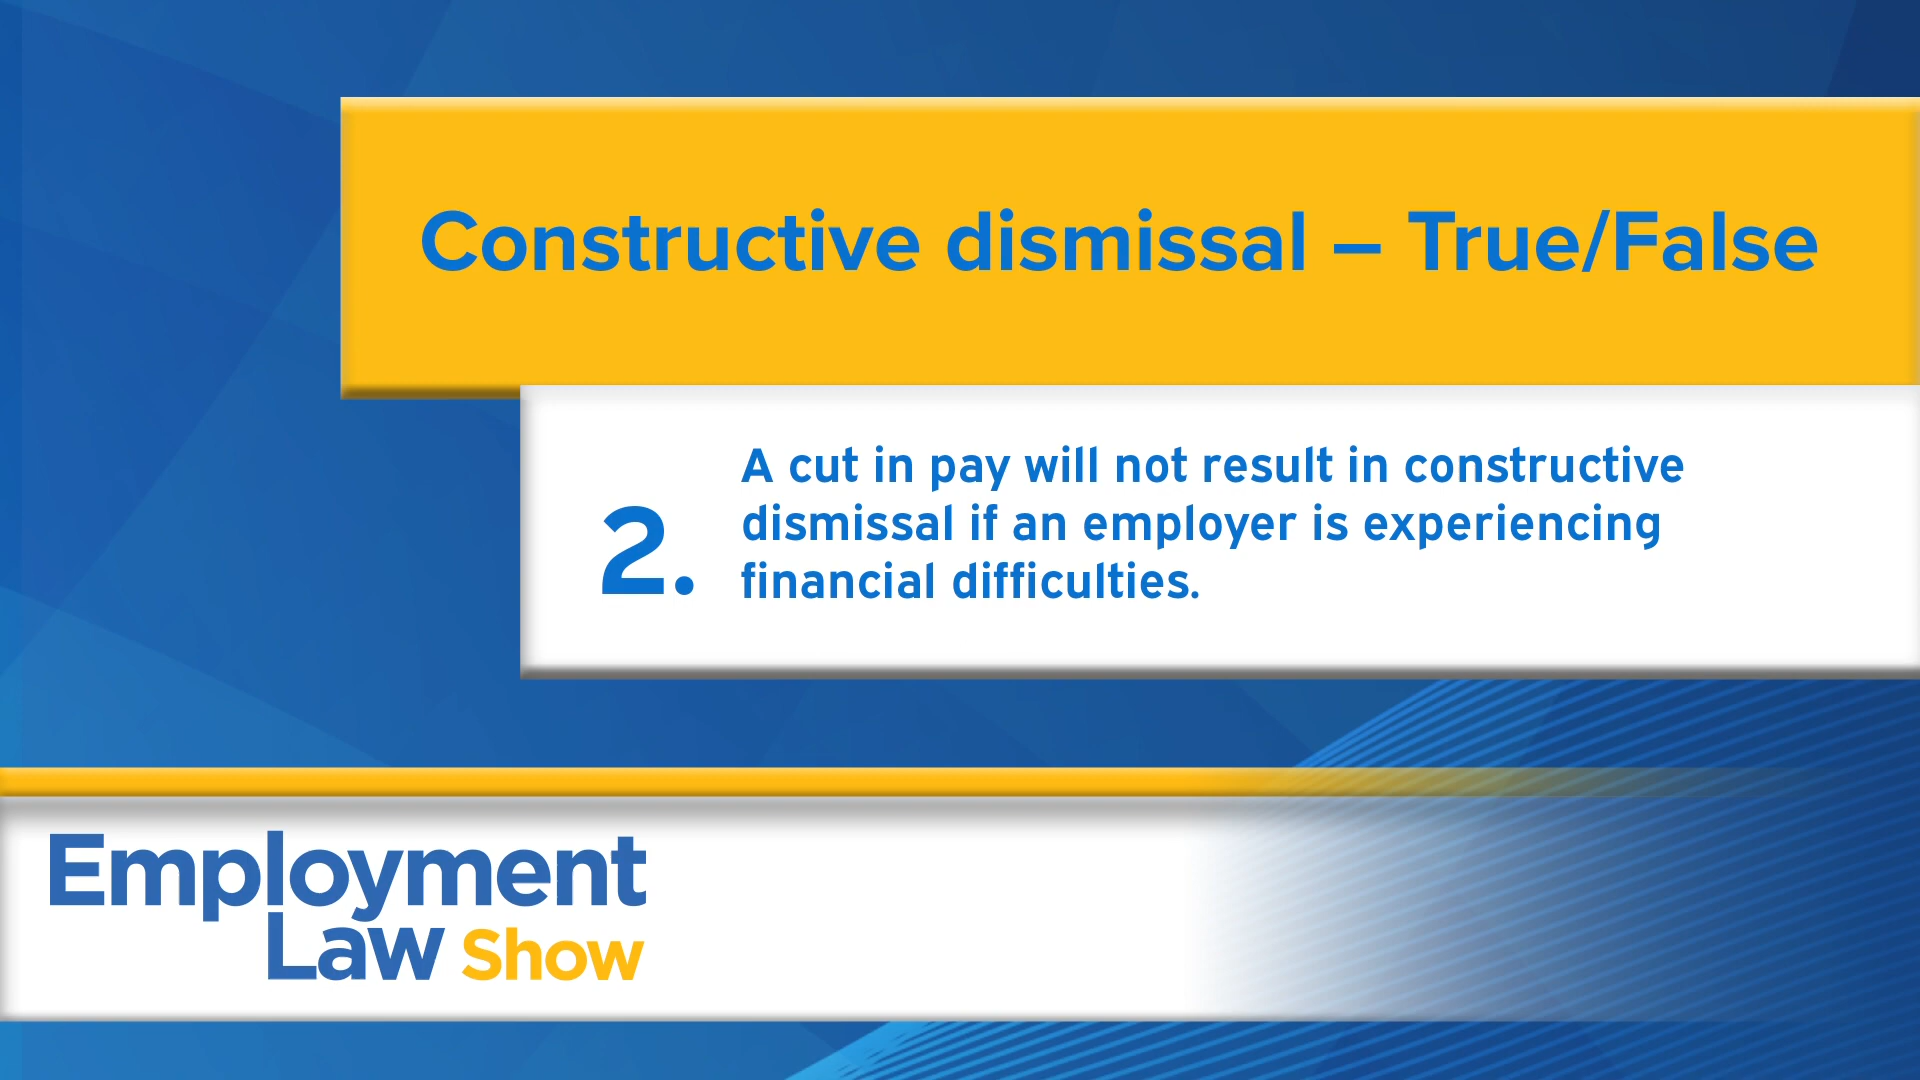 Constructive dismissal – True/False
2.
A cut in pay will not result in constructive
dismissal if an employer is experiencing
financial difficulties.
Employment
Law Show